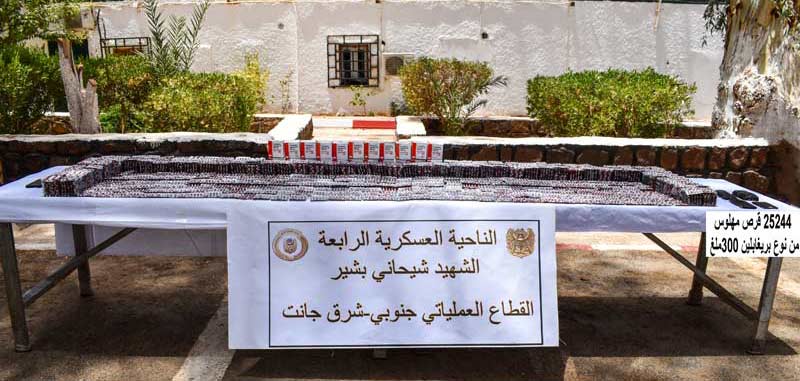 الناحية العسكرية الرابعة
الشهيد شيحاني بشير
القطاع العملياتي جنوبي-شرق جانت
25244 قرص مهلوس
من نوع بريغابلين 300ملغ